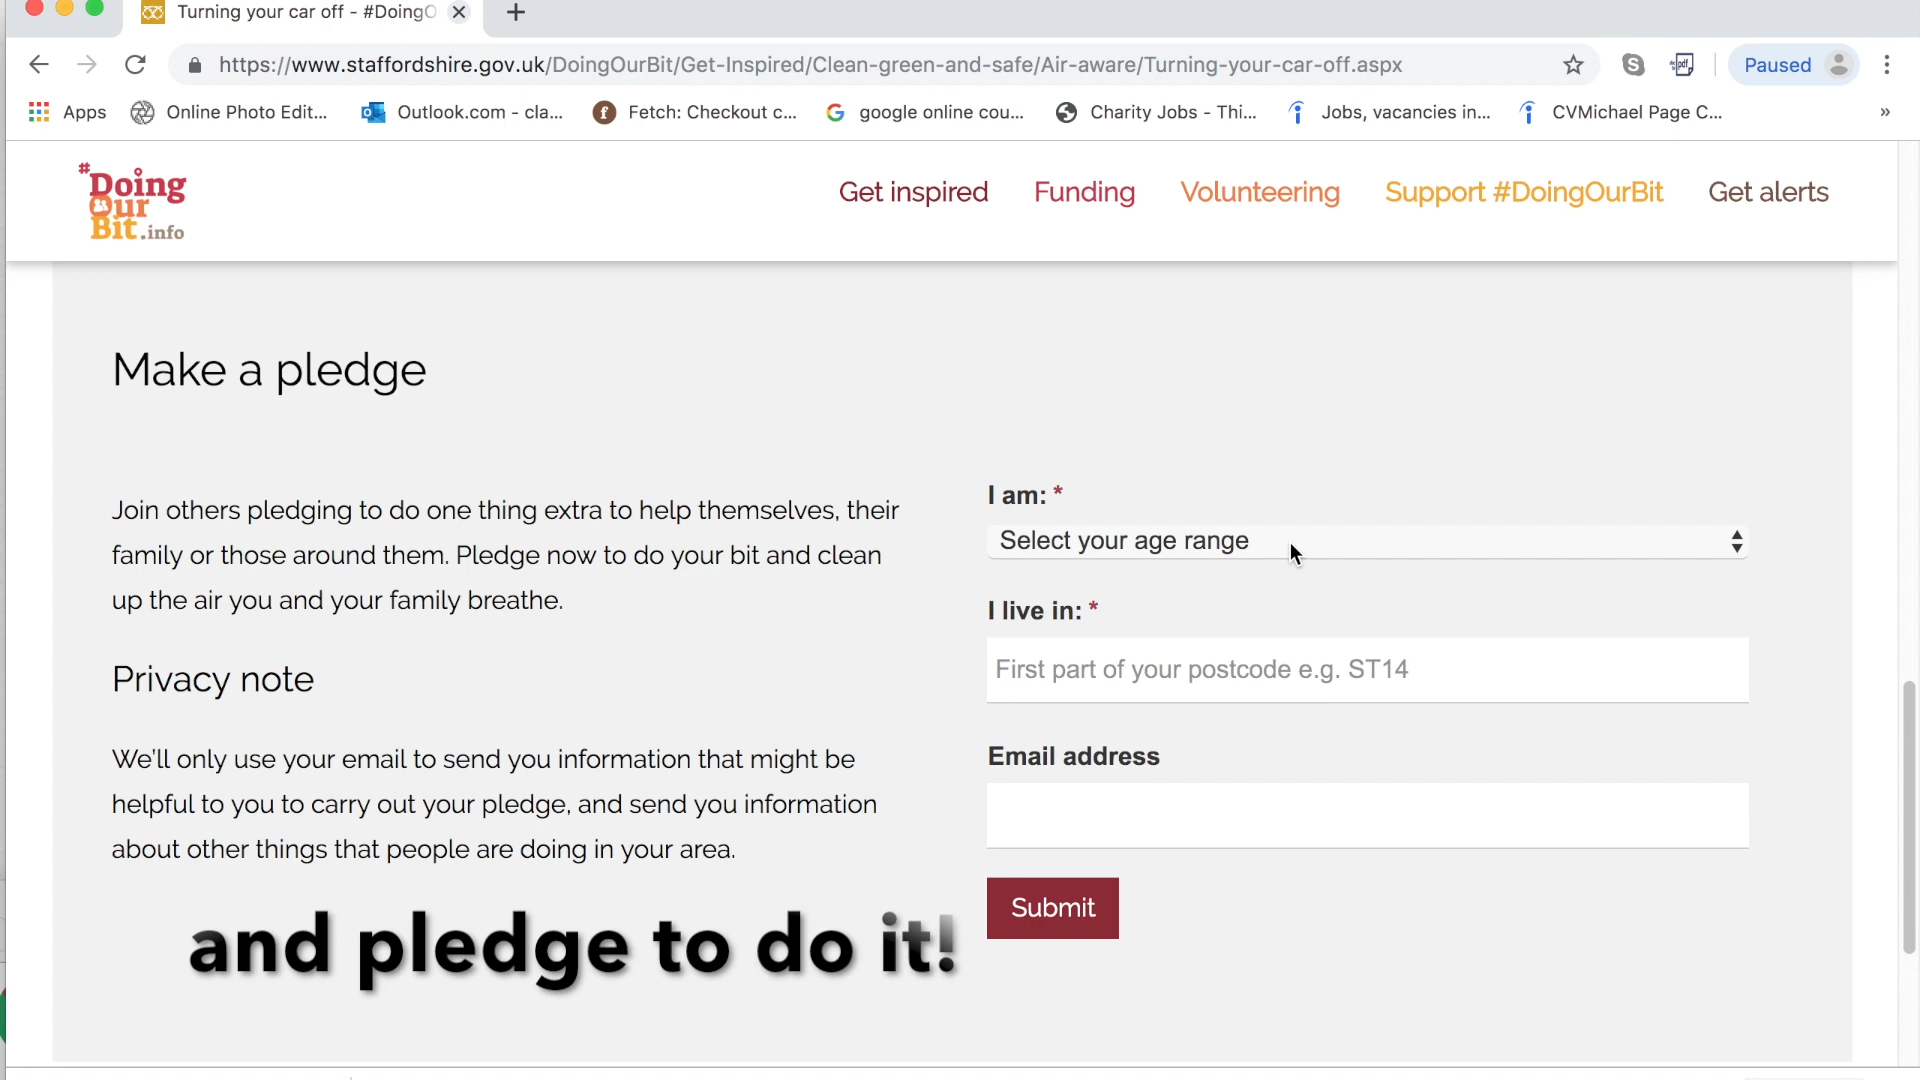 Turning your car off - #DoingO
https://www.staffordshire.gov.uk/DoingOurBit/Get-Inspired/Clean-green-and-safe/Air-aware/Turning-your-car-off.aspx
Paused
Apps
Online Photo Edit...
Outlook.com - cla...
Fetch: Checkout c...
google online cou...
Charity Jobs - Thi...
Jobs, vacancies in...
CVMichael Page C...
»
#Doing
Our
Bit.info
Get inspired
Funding
Volunteering
Support #DoingOurBit
Get alerts
Make a pledge
Join others pledging to do one thing extra to help themselves, their
family or those around them. Pledge now to do your bit and clean
up the air you and your family breathe.
Privacy note
We'll only use your email to send you information that might be
helpful to you to carry out your pledge, and send you information
about other things that people are doing in your area.
I am: *
Select your age range
I live in: *
First part of your postcode e.g. ST14
Email address
Submit
and pledge to do it!